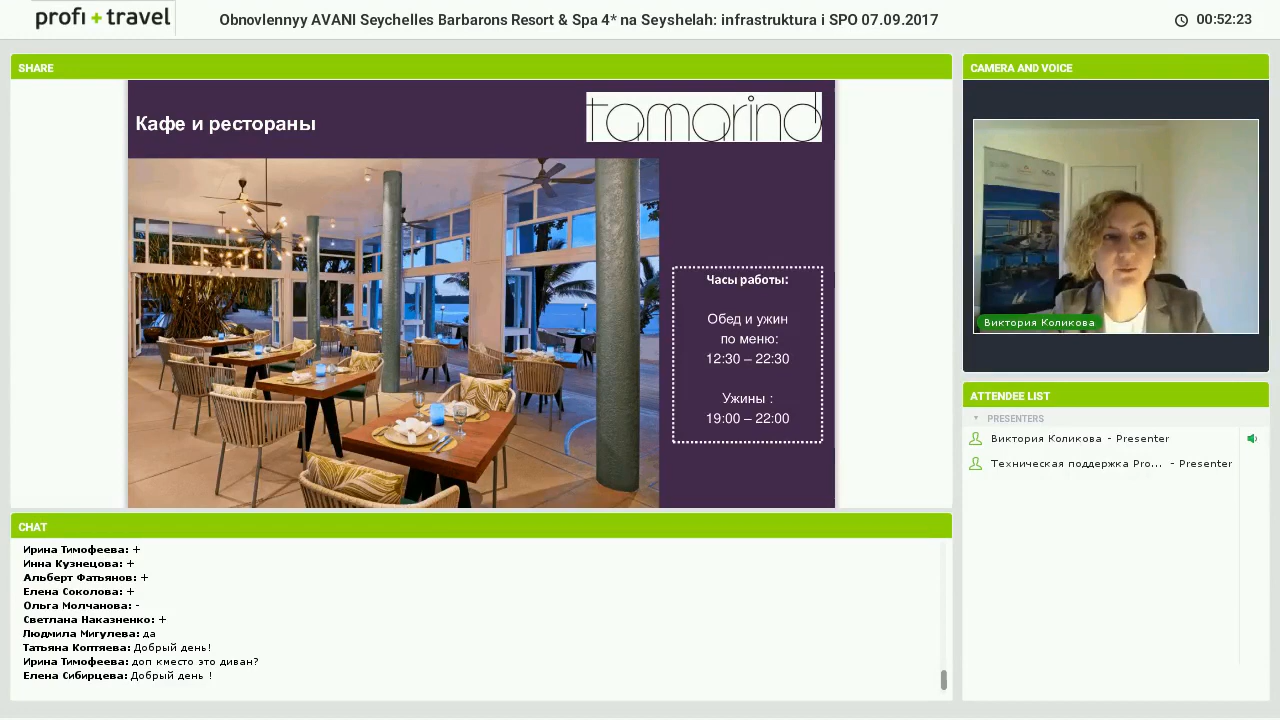 profi + travel
Obnovlennyy AVANI Seychelles Barbarons Resort & Spa 4* na Seyshelah: infrastruktura i SPO 07.09.2017
00:52:23
SHARE
Кафе и рестораны
tamarind
Часы работы:
Обед и ужин
по меню:
12:30 – 22:30
Ужины :
19:00 – 22:00
CAMERA AND VOICE
Виктория Коликова
ATTENDEE LIST
PRESENTERS
Виктория Коликова - Presenter
Техническая поддержка Pro... - Presenter
CHAT
Ирина Тимофеева: +
Инна Кузнецова: +
Альберт Фатьянов: +
Елена Соколова: +
Ольга Молчанова: -
Светлана Наказненко: +
Людмила Мигулева: да
Татьяна Коптяева: Добрый день!
Ирина Тимофеева: доп кместо это диван?
Елена Сибирцева: Добрый день !